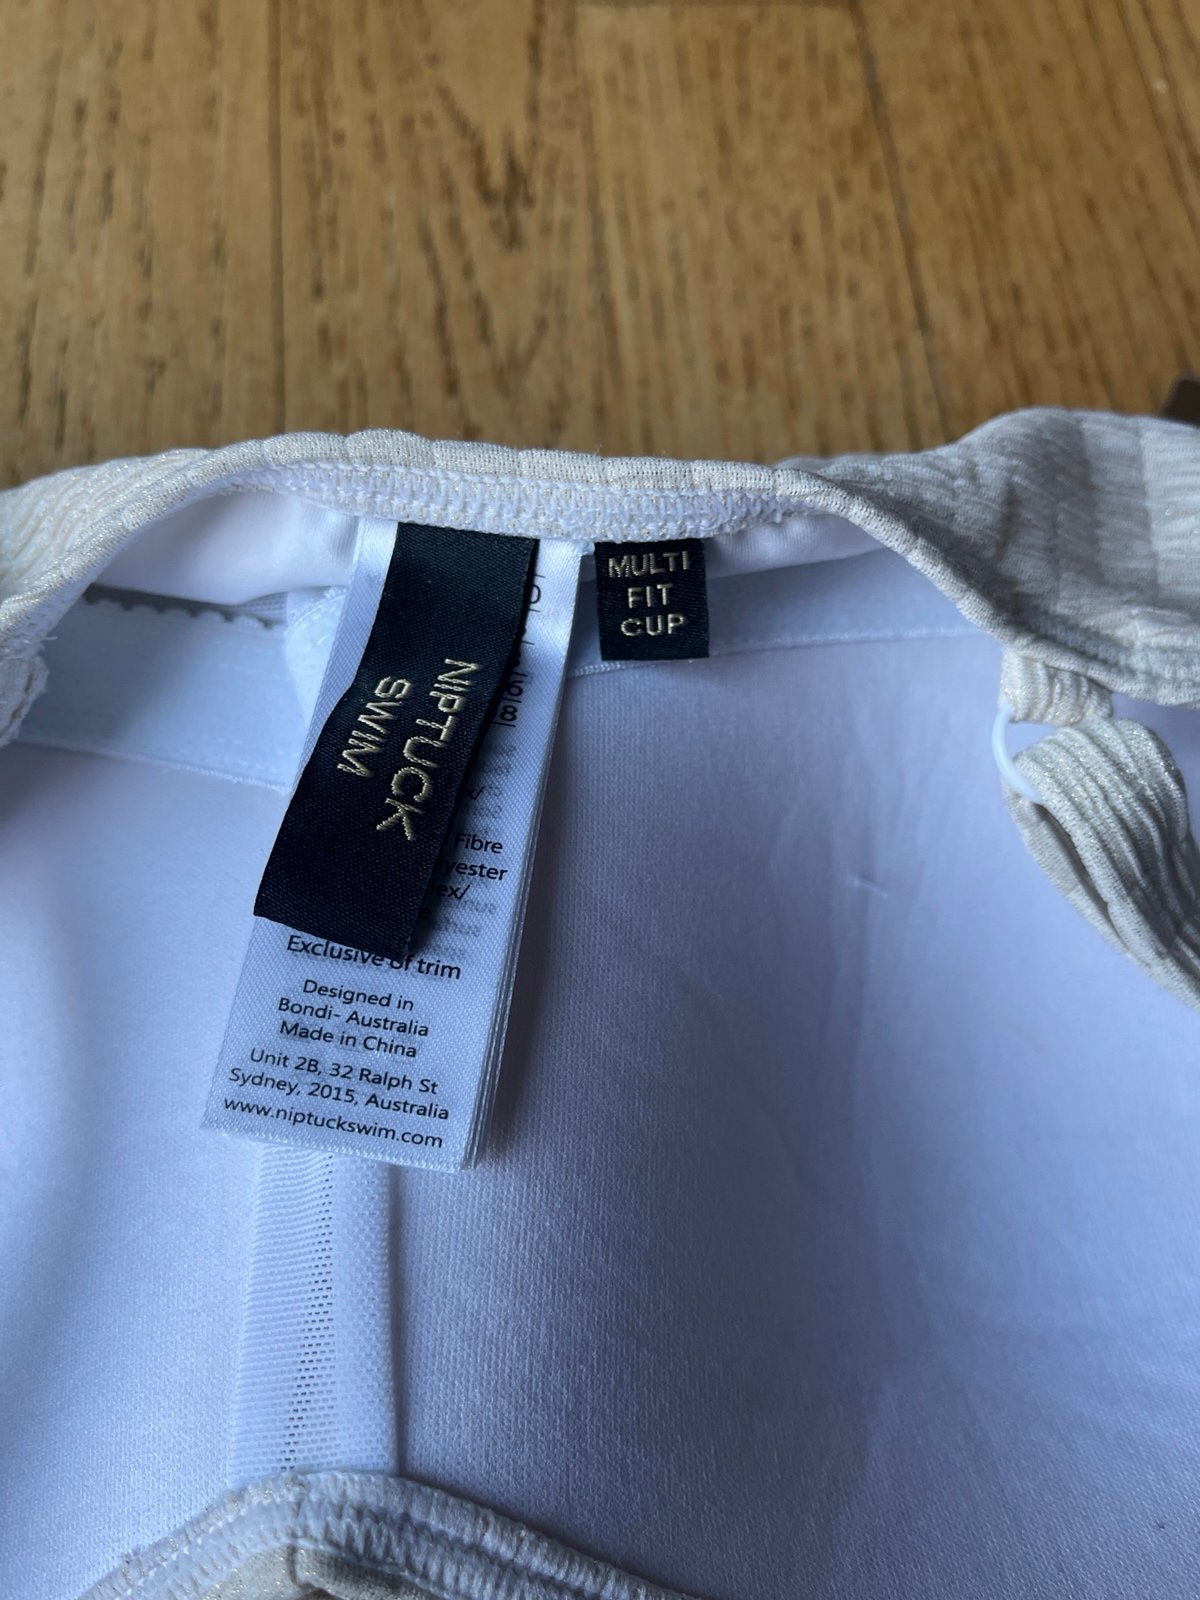 NIPTUCK
SWIM
MULTI
FIT
CUP
Fibre
Exclusive of trim
Designed in
Bondi- Australia
Made in China
Unit 2B, 32 Ralph St
Sydney, 2015, Australia
www.niptuckswim.com